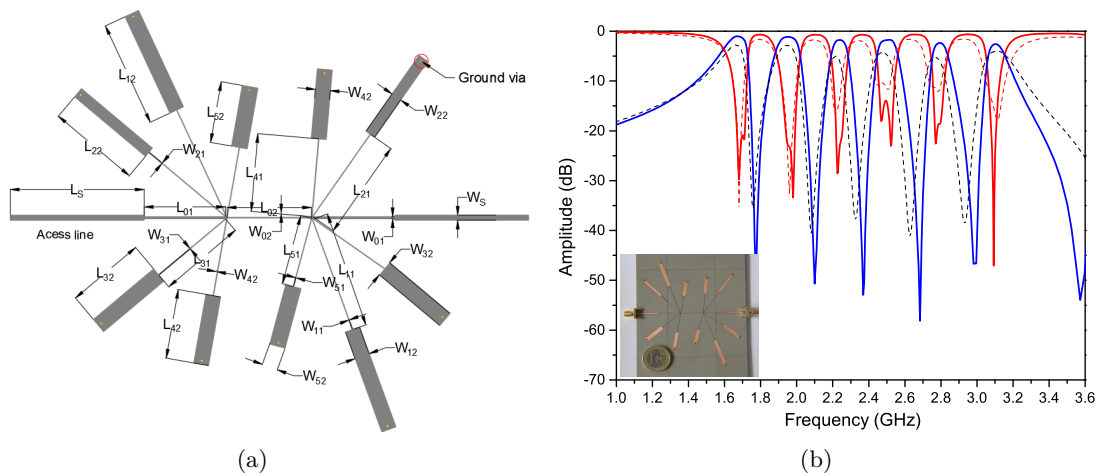 L12
L52
W42
Ground via
W22
L22
W21
L41
L21
LS
L01
L02
WS
Acess line
W02
W01
W31
L32
L31
W42
L51
L11
W32
W51
L42
W11
W12
W52
(a)
0
-10
-20
-30
-40
-50
-60
-70
Amplitude (dB)
1.0 1.2 1.4 1.6 1.8 2.0 2.2 2.4 2.6 2.8 3.0 3.2 3.4 3.6
Frequency (GHz)
(b)